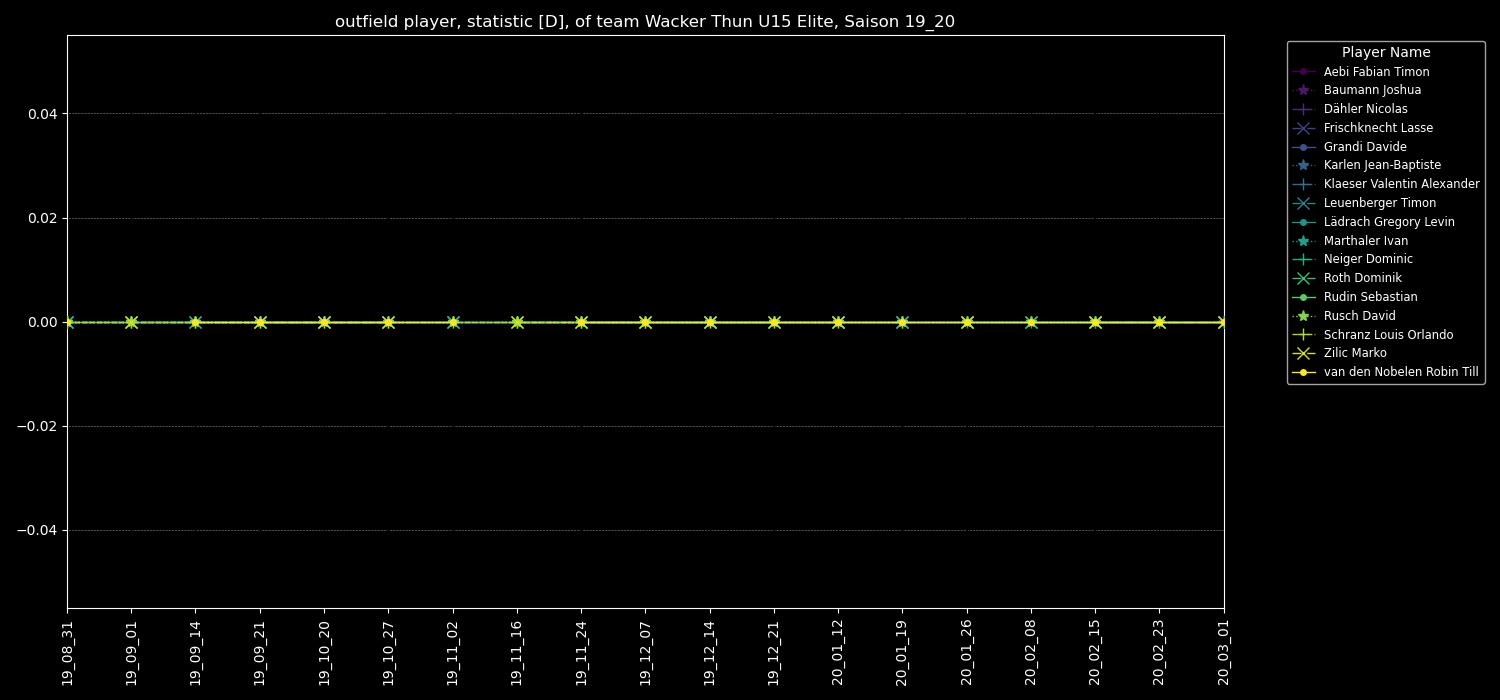 outfield player, statistic [D], of team Wacker Thun U15 Elite, Saison 19_20
0.04
0.02
0.00
−0.02
−0.04
19_08_31
19_09_01
19_09_14
19_09_21
19_10_20
19_10_27
19_11_02
19_11_16
19_11_24
19_12_07
19_12_14
19_12_21
20_01_12
20_01_19
20_01_26
20_02_08
20_02_15
20_02_23
20_03_01
Player Name
Aebi Fabian Timon
Baumann Joshua
Dähler Nicolas
Frischknecht Lasse
Grandi Davide
Karlen Jean-Baptiste
Klaeser Valentin Alexander
Leuenberger Timon
Lädrach Gregory Levin
Marthaler Ivan
Neiger Dominic
Roth Dominik
Rudin Sebastian
Rusch David
Schranz Louis Orlando
Zilic Marko
van den Nobelen Robin Till